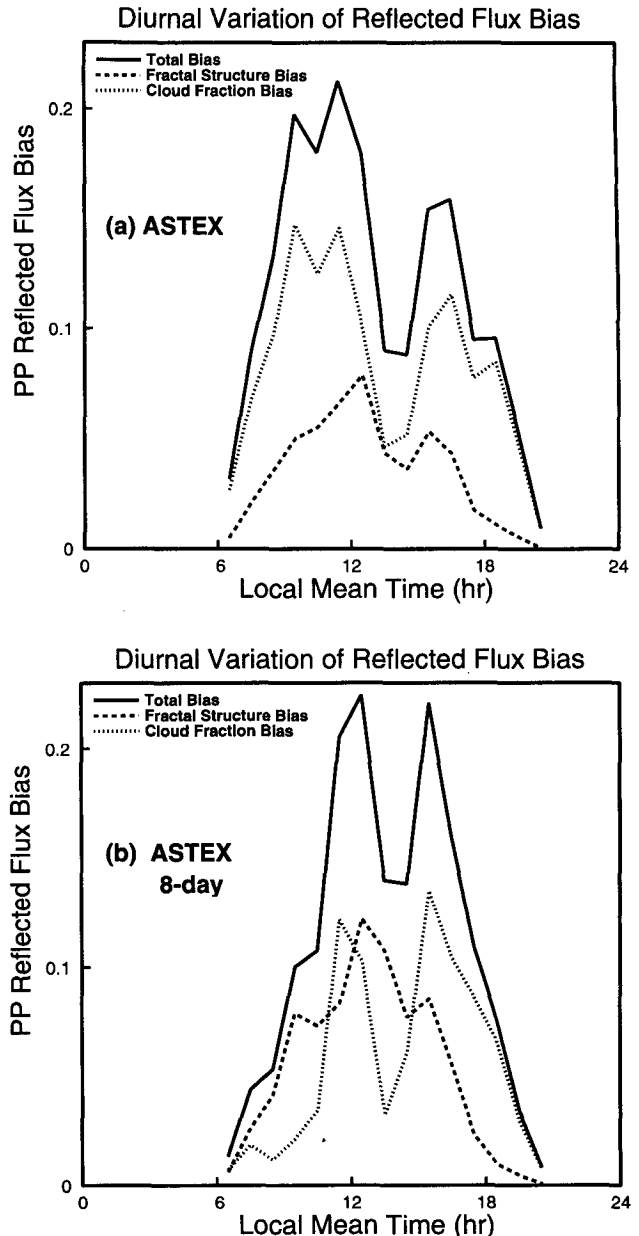 Diurnal Variation of Reflected Flux Bias
Total Bias
Fractal Structure Bias
Cloud Fraction Bias
0.2
(a) ASTEX
0.1
0
PP Reflected Flux Bias
0 6 12 18 24
Local Mean Time (hr)
Diurnal Variation of Reflected Flux Bias
Total Bias
Fractal Structure Bias
Cloud Fraction Bias
0.2
(b) ASTEX
8-day
0.1
0
PP Reflected Flux Bias
0 6 12 18 24
Local Mean Time (hr)